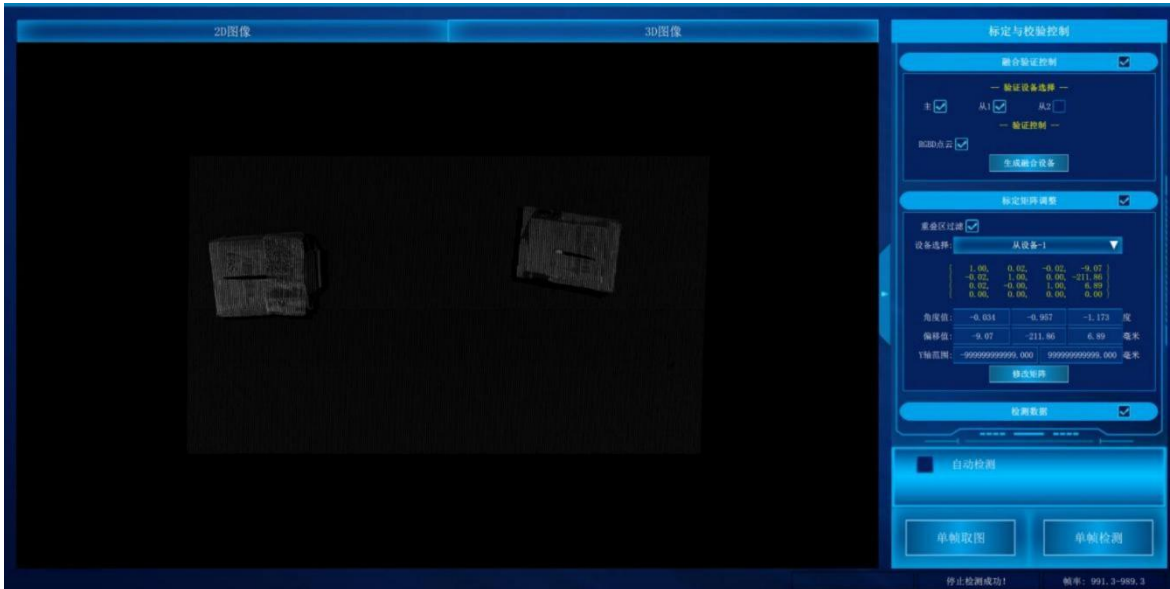 2D图像
3D图像
标定与校验控制
融合验证控制
— 验证设备选择 —
主 从1 从2
— 验证控制 —
RGBD点云
生成融合设备
标定矩阵调整
重叠区过滤
设备选择: 从设备-1
1.00, 0.02, -0.02, -9.07
-0.02, 1.00, 0.00, -211.86
0.02, -0.00, 1.00, 6.89
0.00, 0.00, 0.00, 0.00
角度值: -0.034 -0.957 -1.173 度
偏移值: -9.07 -211.86 6.89 毫米
Y轴范围: -999999999999.000 999999999999.000 毫米
修改矩阵
检测数据
自动检测
单帧取图
单帧检测
停止检测成功!
帧率: 991.3-989.3